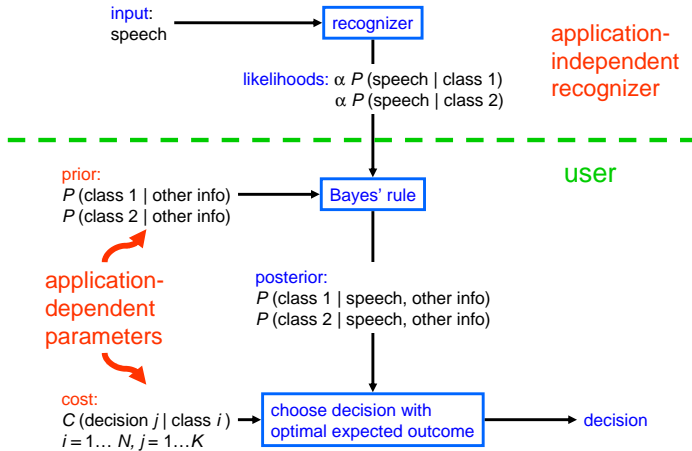 input:
speech
recognizer
application-
independent
recognizer
likelihoods: α P (speech | class 1)
α P (speech | class 2)
user
prior:
P (class 1 | other info)
P (class 2 | other info)
Bayes' rule
application-
dependent
parameters
posterior:
P (class 1 | speech, other info)
P (class 2 | speech, other info)
cost:
C (decision j | class i )
i = 1… N, j = 1…K
choose decision with
optimal expected outcome
decision